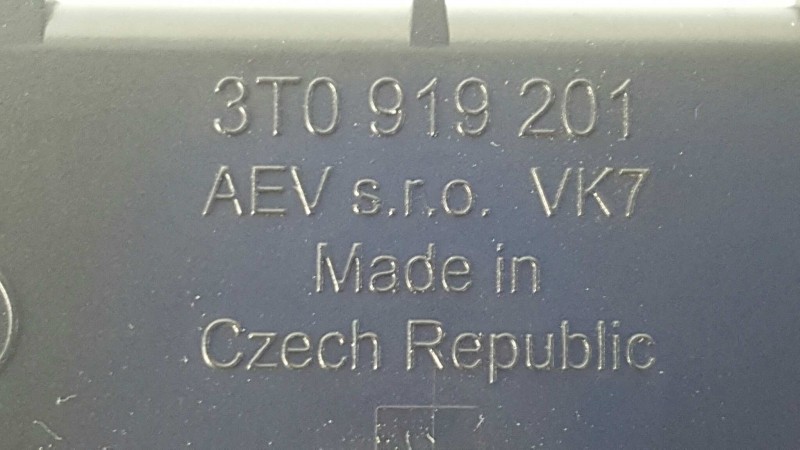 3T0 919 201
AEV s.r.o. VK7
Made in
Czech Republic